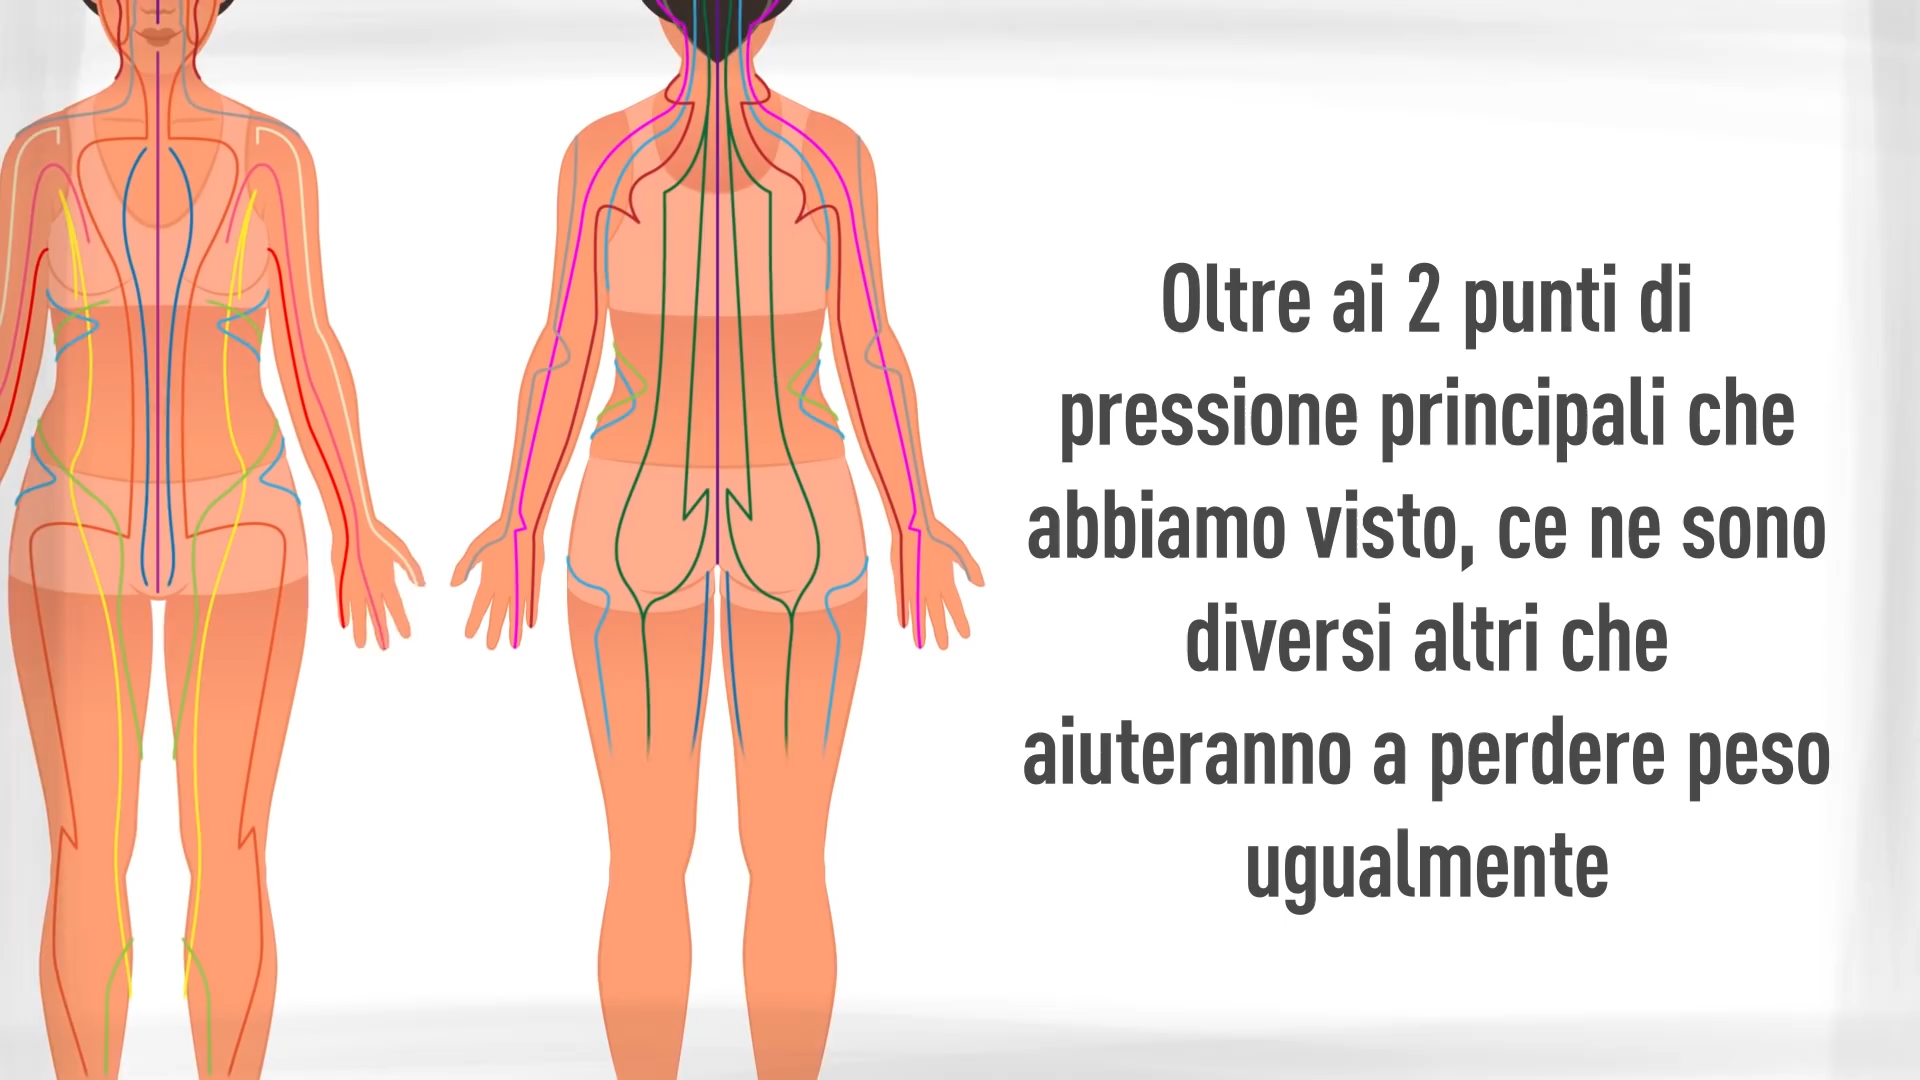 Oltre ai 2 punti di
pressione principali che
abbiamo visto, ce ne sono
diversi altri che
aiuteranno a perdere peso
ugualmente